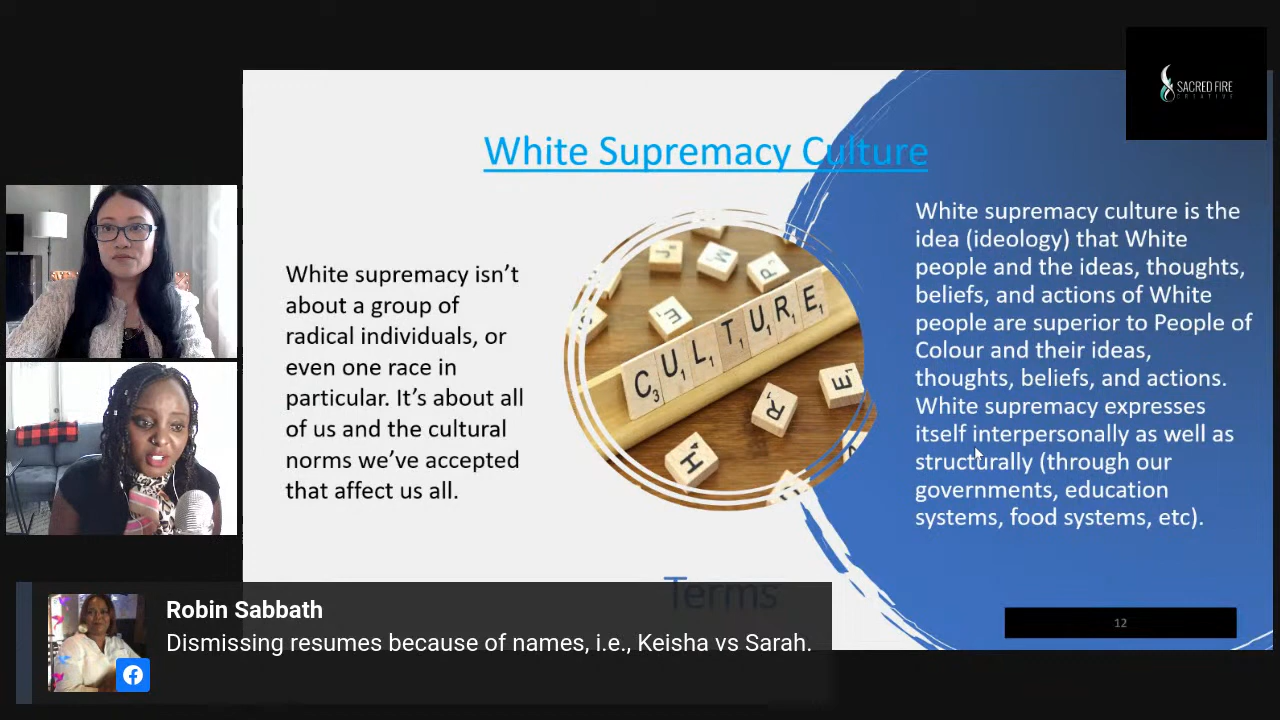 SACRED FIRE
CREATIVE
White Supremacy Culture
White supremacy isn't
about a group of
radical individuals, or
even one race in
particular. It's about all
of us and the cultural
norms we've accepted
that affect us all.
J
M
P
E
CULTURE
R
E
H
White supremacy culture is the
idea (ideology) that White
people and the ideas, thoughts,
beliefs, and actions of White
people are superior to People of
Colour and their ideas,
thoughts, beliefs, and actions.
White supremacy expresses
itself interpersonally as well as
structurally (through our
governments, education
systems, food systems, etc).
Terms
12
Robin Sabbath
Dismissing resumes because of names, i.e., Keisha vs Sarah.